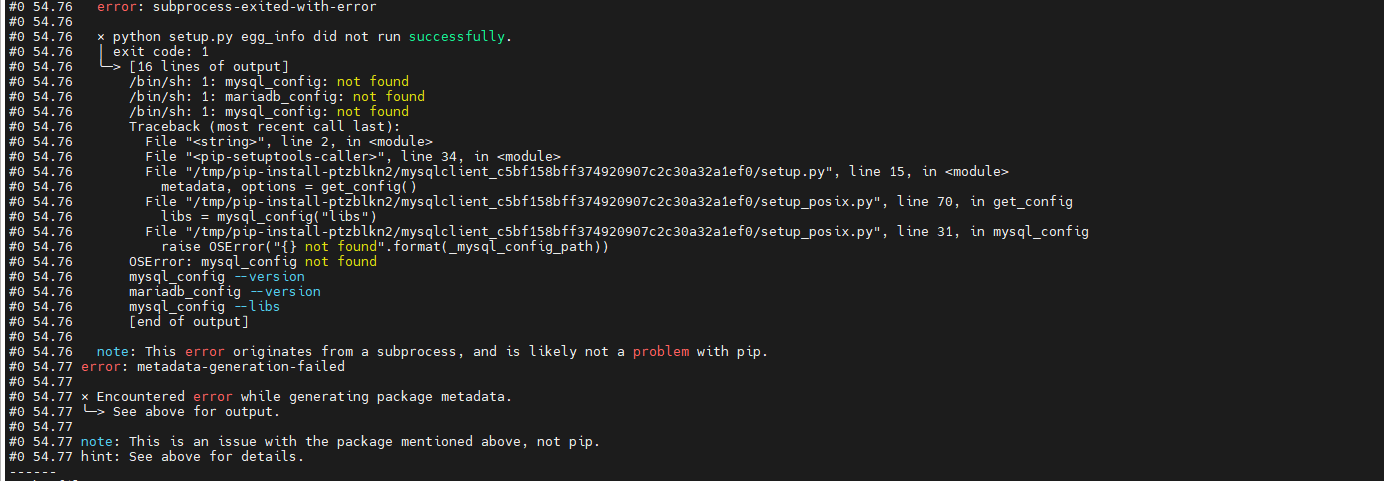 #0 54.76   error: subprocess-exited-with-error
#0 54.76
#0 54.76   × python setup.py egg_info did not run successfully.
#0 54.76   │ exit code: 1
#0 54.76   ╰─> [16 lines of output]
#0 54.76       /bin/sh: 1: mysql_config: not found
#0 54.76       /bin/sh: 1: mariadb_config: not found
#0 54.76       /bin/sh: 1: mysql_config: not found
#0 54.76       Traceback (most recent call last):
#0 54.76         File "<string>", line 2, in <module>
#0 54.76         File "<pip-setuptools-caller>", line 34, in <module>
#0 54.76         File "/tmp/pip-install-ptzblkn2/mysqlclient_c5bf158bff374920907c2c30a32a1ef0/setup.py", line 15, in <module>
#0 54.76           metadata, options = get_config()
#0 54.76         File "/tmp/pip-install-ptzblkn2/mysqlclient_c5bf158bff374920907c2c30a32a1ef0/setup_posix.py", line 70, in get_config
#0 54.76           libs = mysql_config("libs")
#0 54.76         File "/tmp/pip-install-ptzblkn2/mysqlclient_c5bf158bff374920907c2c30a32a1ef0/setup_posix.py", line 31, in mysql_config
#0 54.76           raise OSError("{} not found".format(_mysql_config_path))
#0 54.76       OSError: mysql_config not found
#0 54.76       mysql_config --version
#0 54.76       mariadb_config --version
#0 54.76       mysql_config --libs
#0 54.76       [end of output]
#0 54.76
#0 54.76   note: This error originates from a subprocess, and is likely not a problem with pip.
#0 54.77 error: metadata-generation-failed
#0 54.77
#0 54.77 × Encountered error while generating package metadata.
#0 54.77 ╰─> See above for output.
#0 54.77
#0 54.77 note: This is an issue with the package mentioned above, not pip.
#0 54.77 hint: See above for details.
------